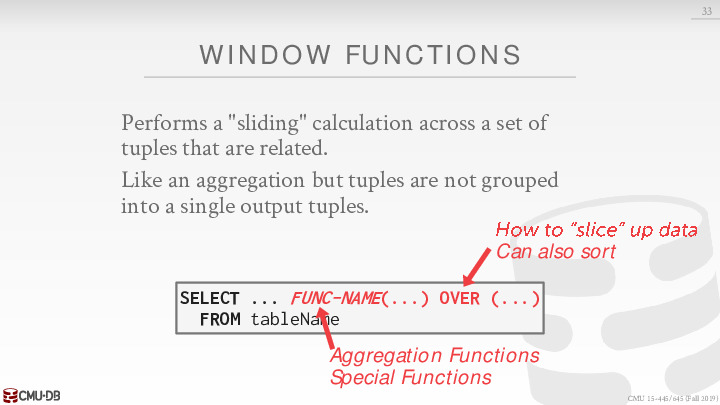 33
WINDOW FUNCTIONS
Performs a "sliding" calculation across a set of
tuples that are related.
Like an aggregation but tuples are not grouped
into a single output tuples.
How to “slice” up data
Can also sort
SELECT ... FUNC-NAME(...) OVER (...)
FROM tableName
Aggregation Functions
Special Functions
CMU·DB
CMU 15-445/645 (Fall 2019)